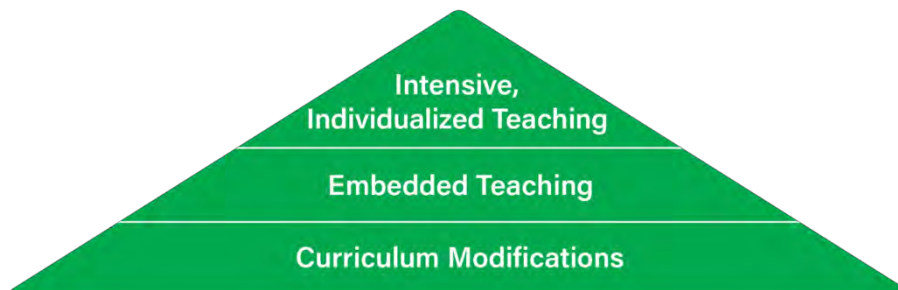 Intensive,
Individualized Teaching
Embedded Teaching
Curriculum Modifications